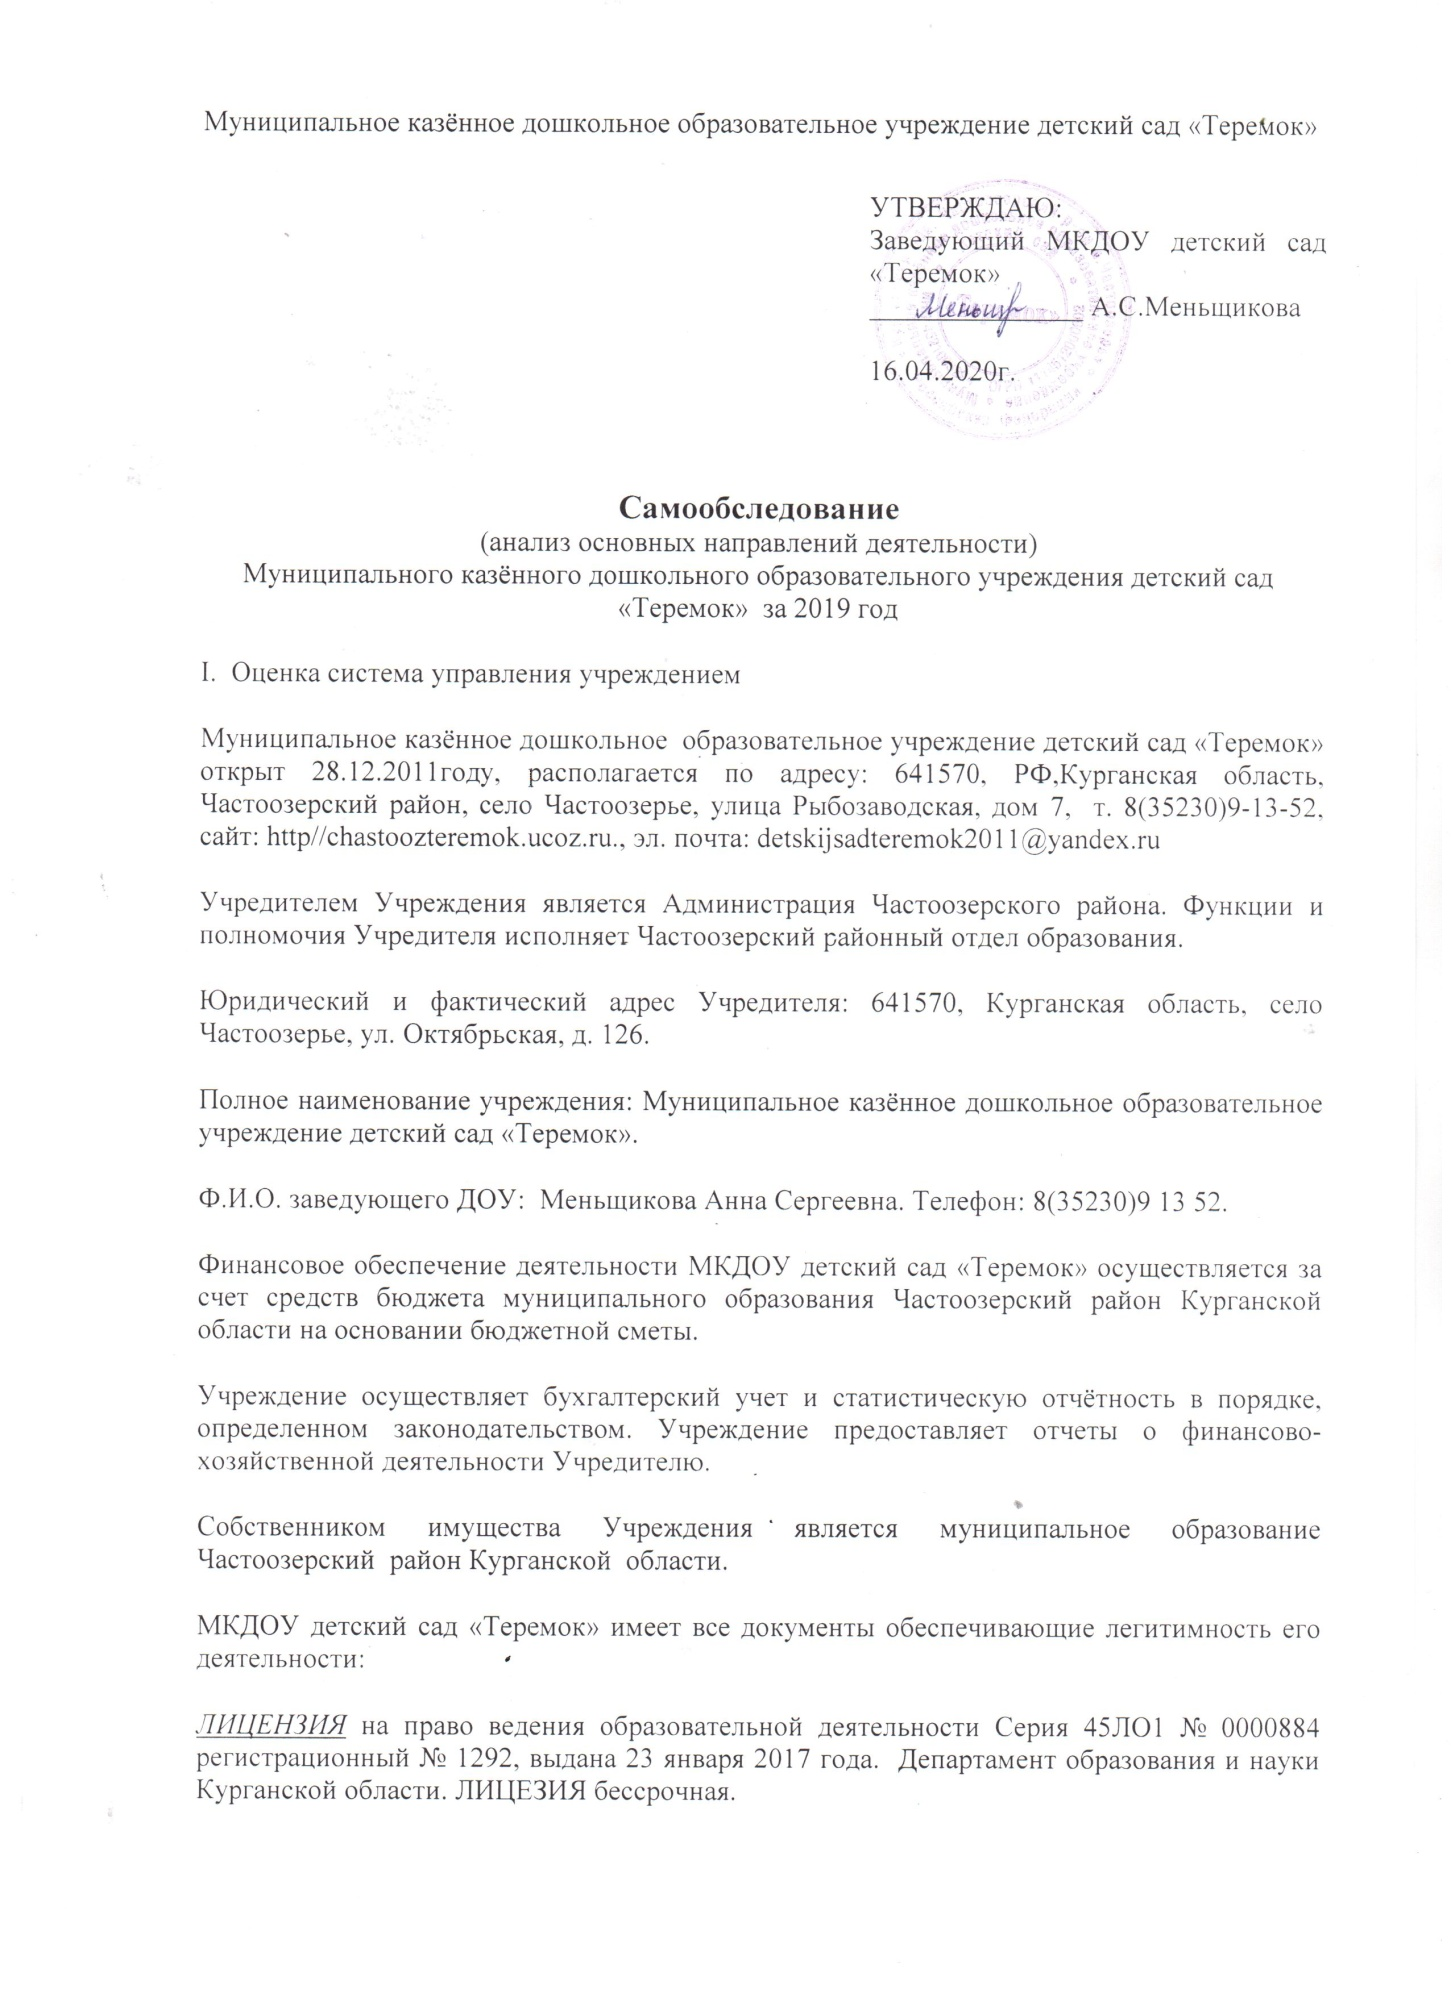 Муниципальное казённое дошкольное образовательное учреждение детский сад «Теремок»
УТВЕРЖДАЮ:
Заведующий МКДОУ детский сад
«Теремок»
Меньщ А.С.Меньщикова
16.04.2020г.
Самообследование
(анализ основных направлений деятельности)
Муниципального казённого дошкольного образовательного учреждения детский сад
«Теремок» за 2019 год
I. Оценка система управления учреждением
Муниципальное казённое дошкольное образовательное учреждение детский сад «Теремок»
открыт 28.12.2011году, располагается по адресу: 641570, РФ,Курганская область,
Частоозерский район, село Частоозерье, улица Рыбозаводская, дом 7, т. 8(35230)9-13-52,
сайт: http//chastoozteremok.ucoz.ru., эл. почта: detskijsadteremok2011@yandex.ru
Учредителем Учреждения является Администрация Частоозерского района. Функции и
полномочия Учредителя исполняет Частоозерский районный отдел образования.
Юридический и фактический адрес Учредителя: 641570, Курганская область, село
Частоозерье, ул. Октябрьская, д. 126.
Полное наименование учреждения: Муниципальное казённое дошкольное образовательное
учреждение детский сад «Теремок».
Ф.И.О. заведующего ДОУ: Меньщикова Анна Сергеевна. Телефон: 8(35230)9 13 52.
Финансовое обеспечение деятельности МКДОУ детский сад «Теремок» осуществляется за
счет средств бюджета муниципального образования Частоозерский район Курганской
области на основании бюджетной сметы.
Учреждение осуществляет бухгалтерский учет и статистическую отчётность в порядке,
определенном законодательством. Учреждение предоставляет отчеты о финансово-
хозяйственной деятельности Учредителю.
Собственником имущества Учреждения является муниципальное образование
Частоозерский район Курганской области.
МКДОУ детский сад «Теремок» имеет все документы обеспечивающие легитимность его
деятельности:
ЛИЦЕНЗИЯ на право ведения образовательной деятельности Серия 45ЛО1 № 0000884
регистрационный № 1292, выдана 23 января 2017 года. Департамент образования и науки
Курганской области. ЛИЦЕЗИЯ бессрочная.